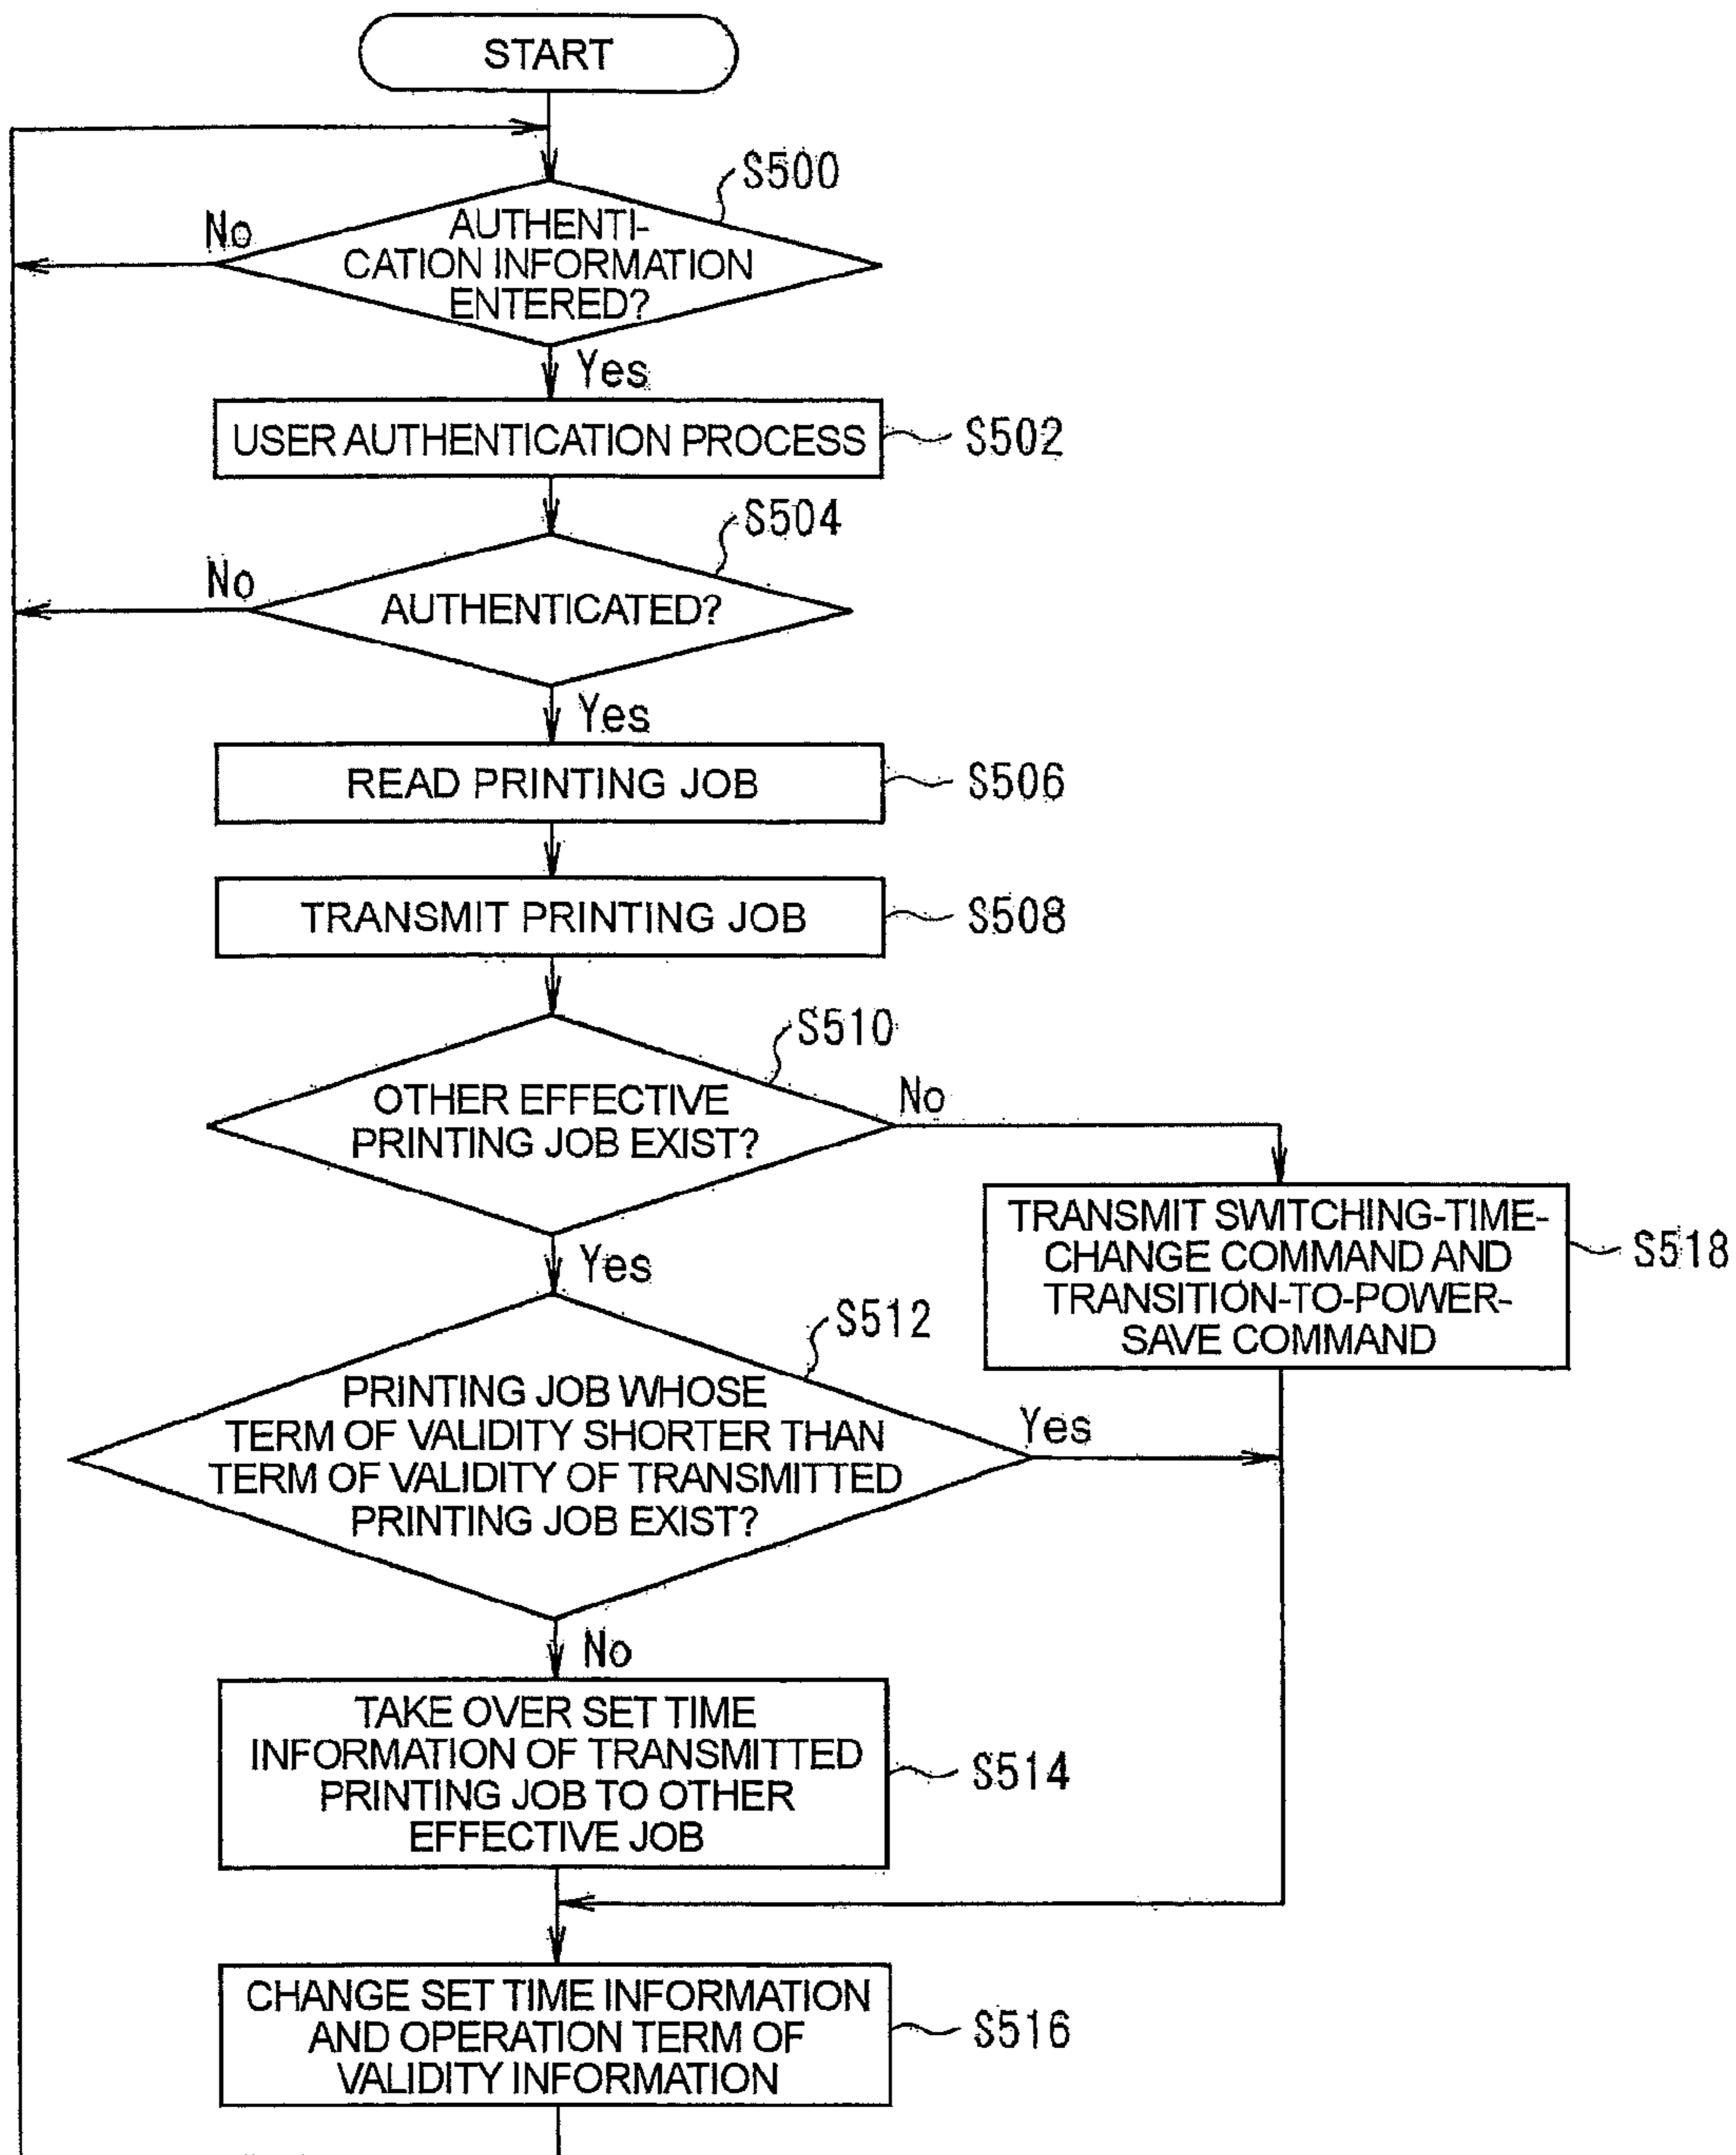 START
S500
No
AUTHENTI-
CATION INFORMATION
ENTERED?
Yes
USER AUTHENTICATION PROCESS
S502
S504
No
AUTHENTICATED?
Yes
READ PRINTING JOB
S506
TRANSMIT PRINTING JOB
S508
S510
OTHER EFFECTIVE
PRINTING JOB EXIST?
No
Yes
TRANSMIT SWITCHING-TIME-
CHANGE COMMAND AND
TRANSITION-TO-POWER-
SAVE COMMAND
S518
S512
PRINTING JOB WHOSE
TERM OF VALIDITY SHORTER THAN
TERM OF VALIDITY OF TRANSMITTED
PRINTING JOB EXIST?
Yes
No
TAKE OVER SET TIME
INFORMATION OF TRANSMITTED
PRINTING JOB TO OTHER
EFFECTIVE JOB
S514
CHANGE SET TIME INFORMATION
AND OPERATION TERM OF
VALIDITY INFORMATION
S516